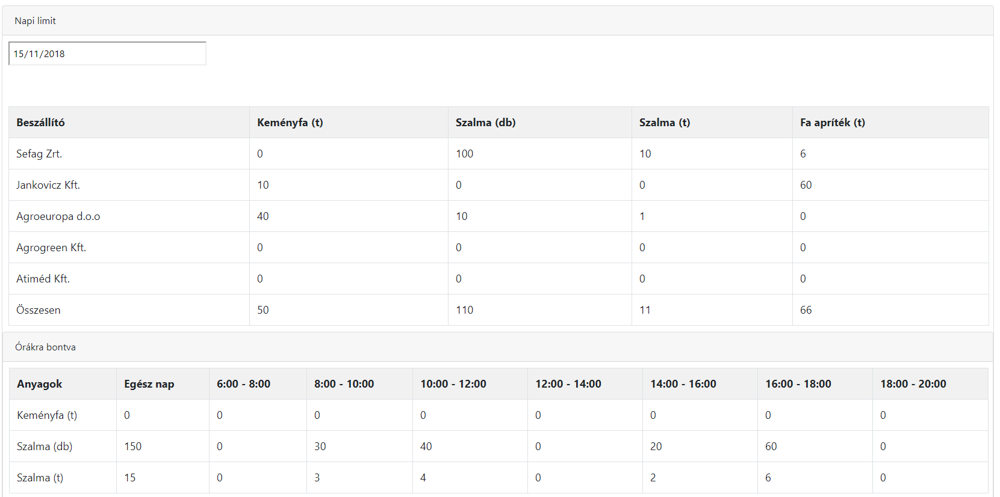 Napi limit
15/11/2018
Beszállító Keményfa (t) Szalma (db) Szalma (t) Fa apríték (t)
Sefag Zrt. 0 100 10 6
Jankovicz Kft. 10 0 0 60
Agroeuropa d.o.o 40 10 1 0
Agrogreen Kft. 0 0 0 0
Atiméd Kft. 0 0 0 0
Összesen 50 110 11 66
Órákra bontva
Anyagok Egész nap 6:00 - 8:00 8:00 - 10:00 10:00 - 12:00 12:00 - 14:00 14:00 - 16:00 16:00 - 18:00 18:00 - 20:00
Keményfa (t) 0 0 0 0 0 0 0 0
Szalma (db) 150 0 30 40 0 20 60 0
Szalma (t) 15 0 3 4 0 2 6 0